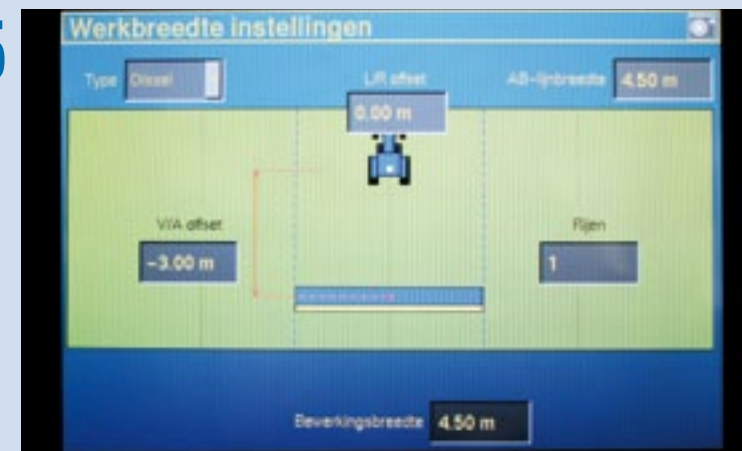 5
Werkbreedte instellingen
Type Diesel L/R offset AB-lijnbreedte 4.50 m
0.00 m
V/A offset Rijen
-3.00 m 1
Bewerkingsbreedte 4.50 m